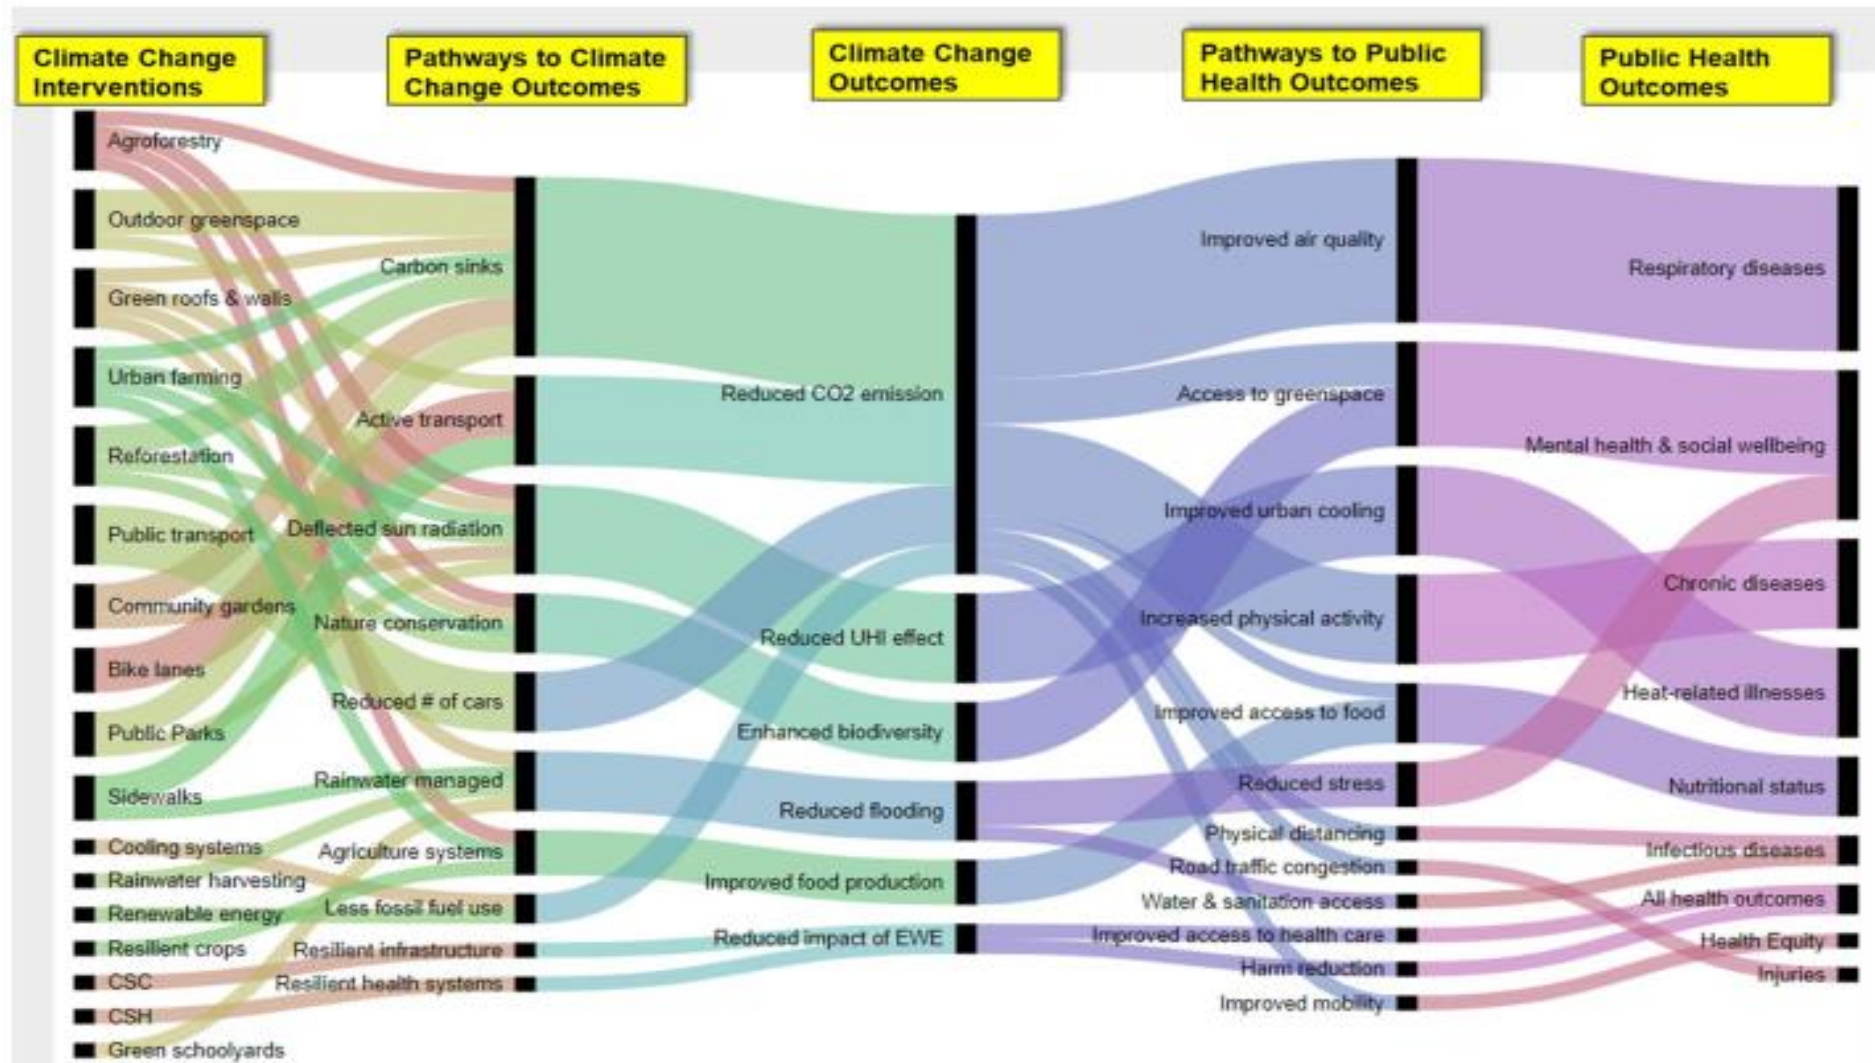 Climate Change
Interventions
Pathways to Climate
Change Outcomes
Climate Change
Outcomes
Pathways to Public
Health Outcomes
Public Health
Outcomes
Agroforestry
Outdoor greenspace
Green roofs & walls
Urban farming
Reforestation
Public transport
Community gardens
Bike lanes
Public Parks
Sidewalks
Cooling systems
Rainwater harvesting
Renewable energy
Resilient crops
CSC
CSH
Green schoolyards
Carbon sinks
Active transport
Deflected sun radiation
Nature conservation
Reduced # of cars
Rainwater managed
Agriculture systems
Less fossil fuel use
Resilient infrastructure
Resilient health systems
Reduced CO2 emission
Reduced UHI effect
Enhanced biodiversity
Reduced flooding
Improved food production
Reduced impact of EWE
Improved air quality
Access to greenspace
Improved urban cooling
Increased physical activity
Improved access to food
Reduced stress
Physical distancing
Road traffic congestion
Water & sanitation access
Improved access to health care
Harm reduction
Improved mobility
Respiratory diseases
Mental health & social wellbeing
Chronic diseases
Heat-related illnesses
Nutritional status
Infectious diseases
All health outcomes
Health Equity
Injuries